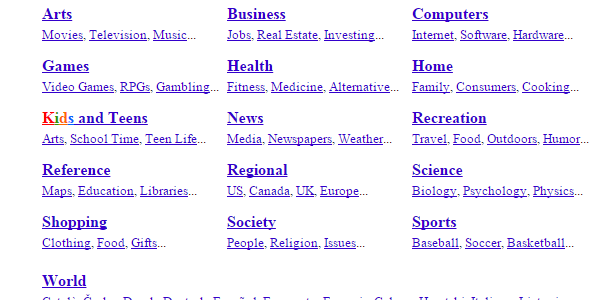 Arts Business Computers
Movies, Television, Music... Jobs, Real Estate, Investing... Internet, Software, Hardware...
Games Health Home
Video Games, RPGs, Gambling... Fitness, Medicine, Alternative... Family, Consumers, Cooking...
Kids and Teens News Recreation
Arts, School Time, Teen Life... Media, Newspapers, Weather... Travel, Food, Outdoors, Humor...
Reference Regional Science
Maps, Education, Libraries... US, Canada, UK, Europe... Biology, Psychology, Physics...
Shopping Society Sports
Clothing, Food, Gifts... People, Religion, Issues... Baseball, Soccer, Basketball...
World